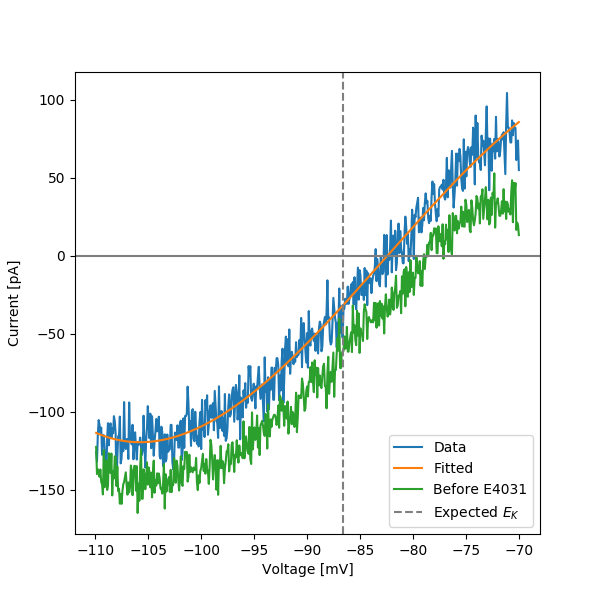 100
50
0
−50
−100
−150
Current [pA]
−110 −105 −100 −95 −90 −85 −80 −75 −70
Voltage [mV]
Data
Fitted
Before E4031
Expected E_K